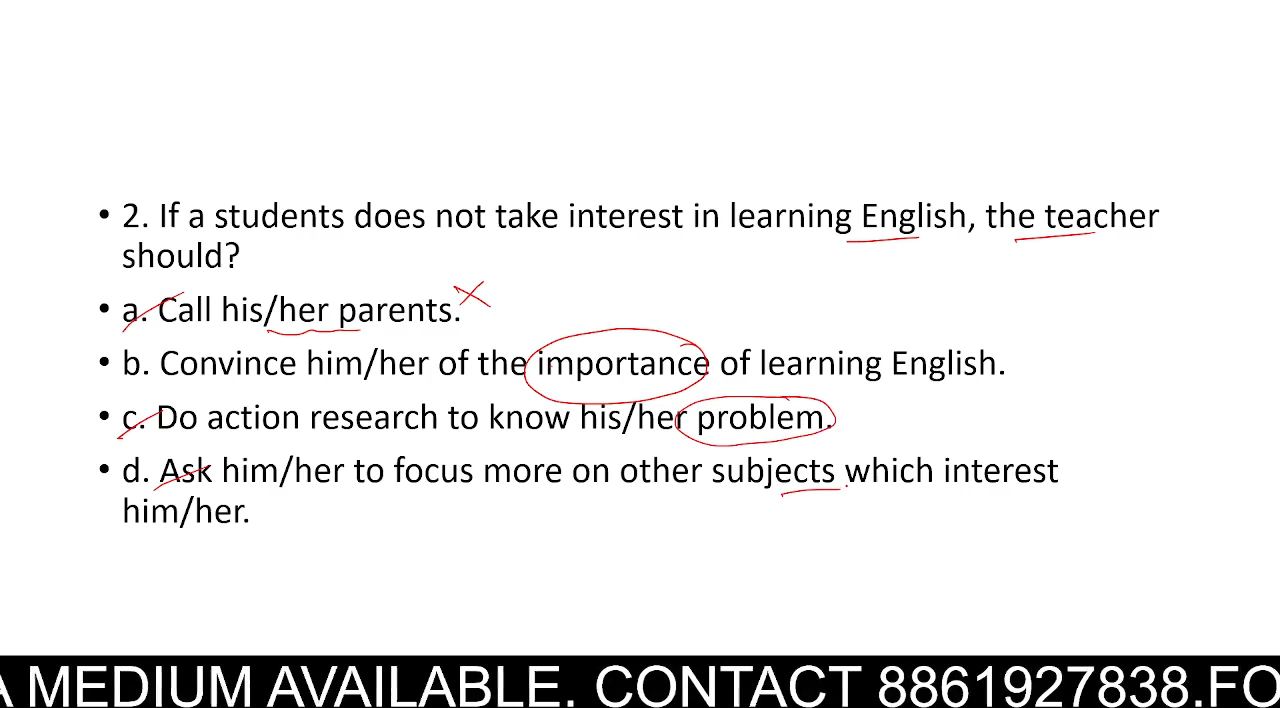 • 2. If a students does not take interest in learning English, the teacher
should?
• a. Call his/her parents.
• b. Convince him/her of the importance of learning English.
• c. Do action research to know his/her problem.
• d. Ask him/her to focus more on other subjects which interest
him/her.
A MEDIUM AVAILABLE. CONTACT 8861927838.FO